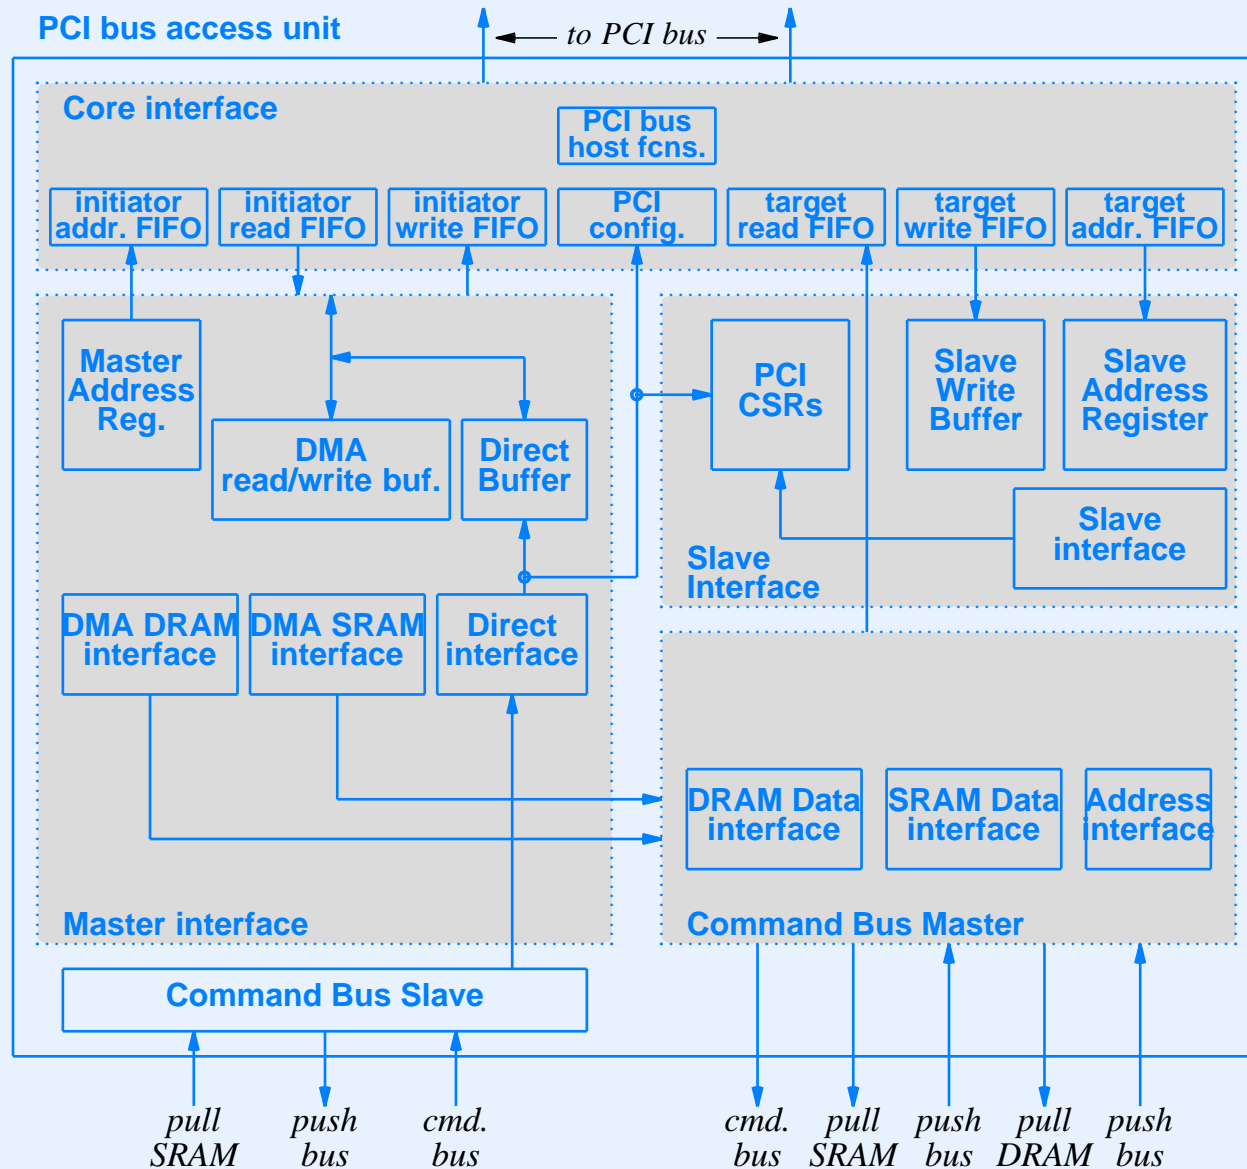 PCI bus access unit
to PCI bus
Core interface
PCI bus
host fcns.
initiator
addr. FIFO
initiator
read FIFO
initiator
write FIFO
PCI
config.
target
read FIFO
target
write FIFO
target
addr. FIFO
Master
Address
Reg.
DMA
read/write buf.
Direct
Buffer
PCI
CSRs
Slave
Write
Buffer
Slave
Address
Register
Slave
interface
Slave
Interface
DMA DRAM
interface
DMA SRAM
interface
Direct
interface
DRAM Data
interface
SRAM Data
interface
Address
interface
Master interface
Command Bus Master
Command Bus Slave
pull
SRAM
push
bus
cmd.
bus
cmd.
bus
pull
SRAM
push
bus
pull
DRAM
push
bus